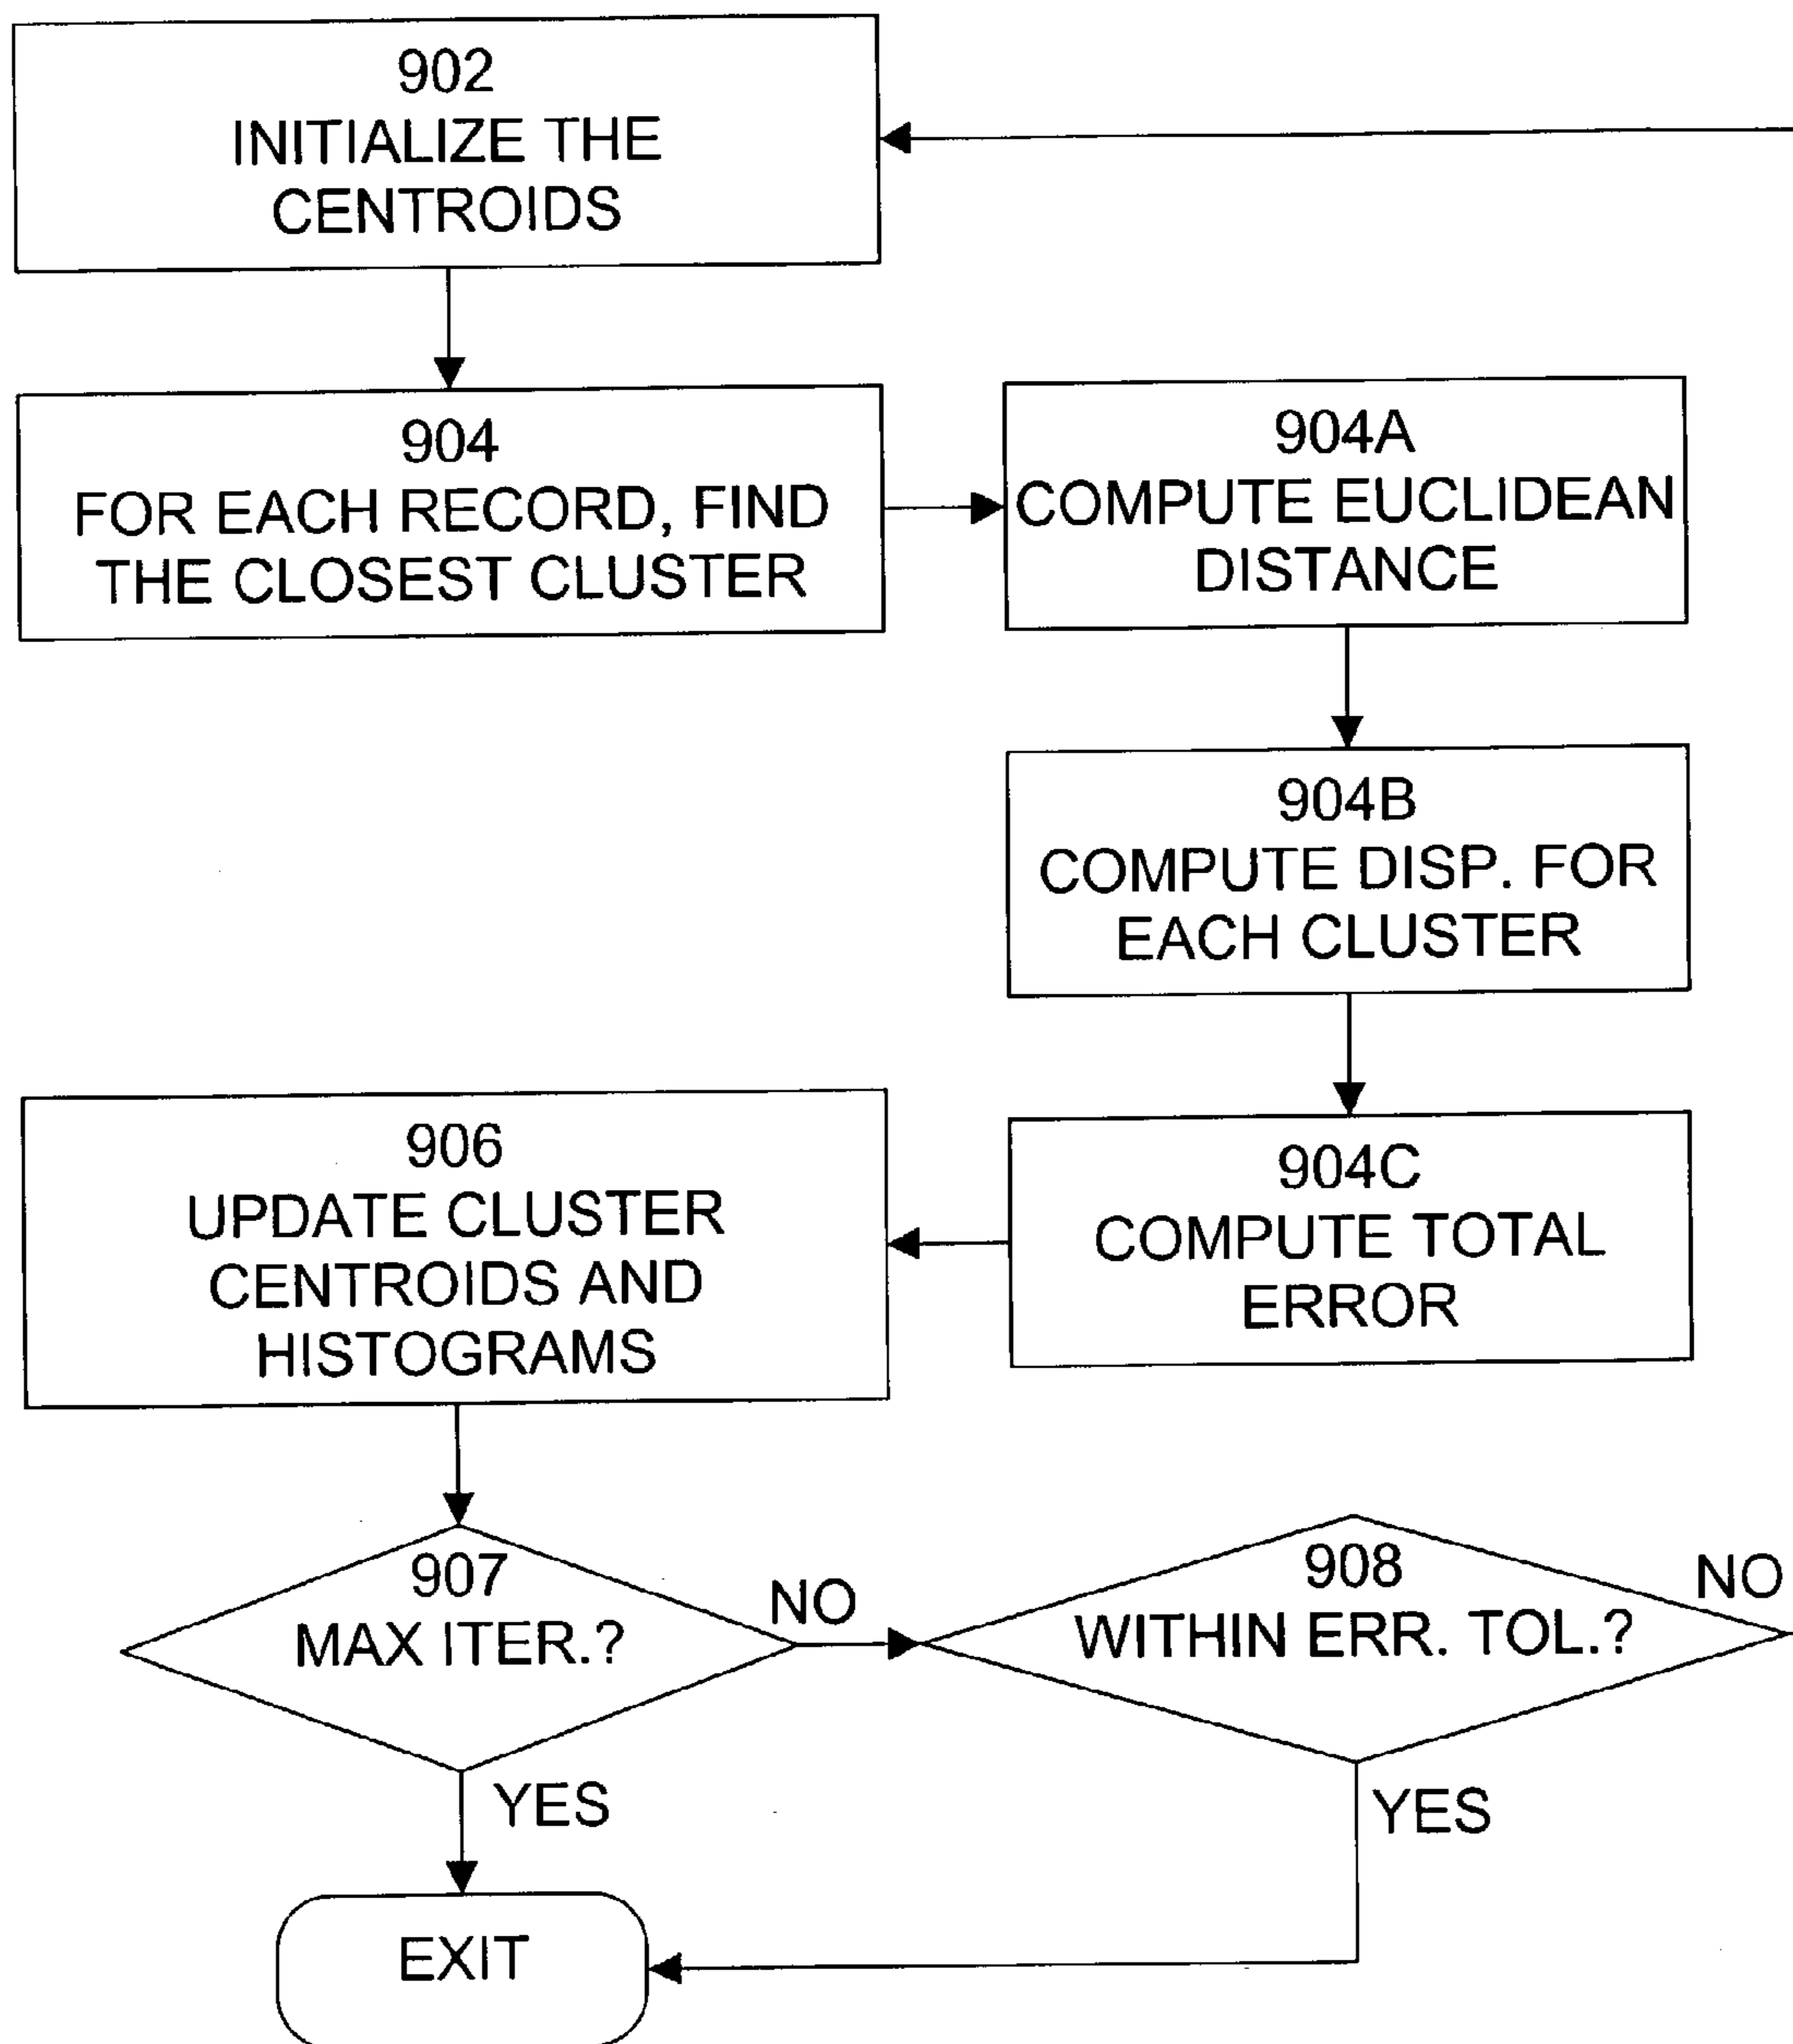 902
INITIALIZE THE
CENTROIDS
904
FOR EACH RECORD, FIND
THE CLOSEST CLUSTER
904A
COMPUTE EUCLIDEAN
DISTANCE
904B
COMPUTE DISP. FOR
EACH CLUSTER
904C
COMPUTE TOTAL
ERROR
906
UPDATE CLUSTER
CENTROIDS AND
HISTOGRAMS
907
MAX ITER.?
NO
908
WITHIN ERR. TOL.?
NO
YES
YES
EXIT